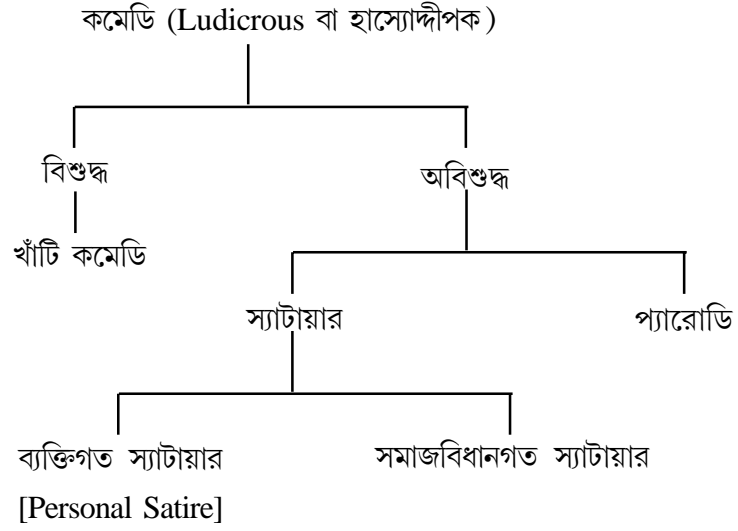 কমেডি (Ludicrous বা হাস্যোদ্দীপক)
বিশুদ্ধ অবিশুদ্ধ
খাঁটি কমেডি
স্যাটায়ার প্যারোডি
ব্যক্তিগত স্যাটায়ার সমাজবিধানগত স্যাটায়ার
[Personal Satire]